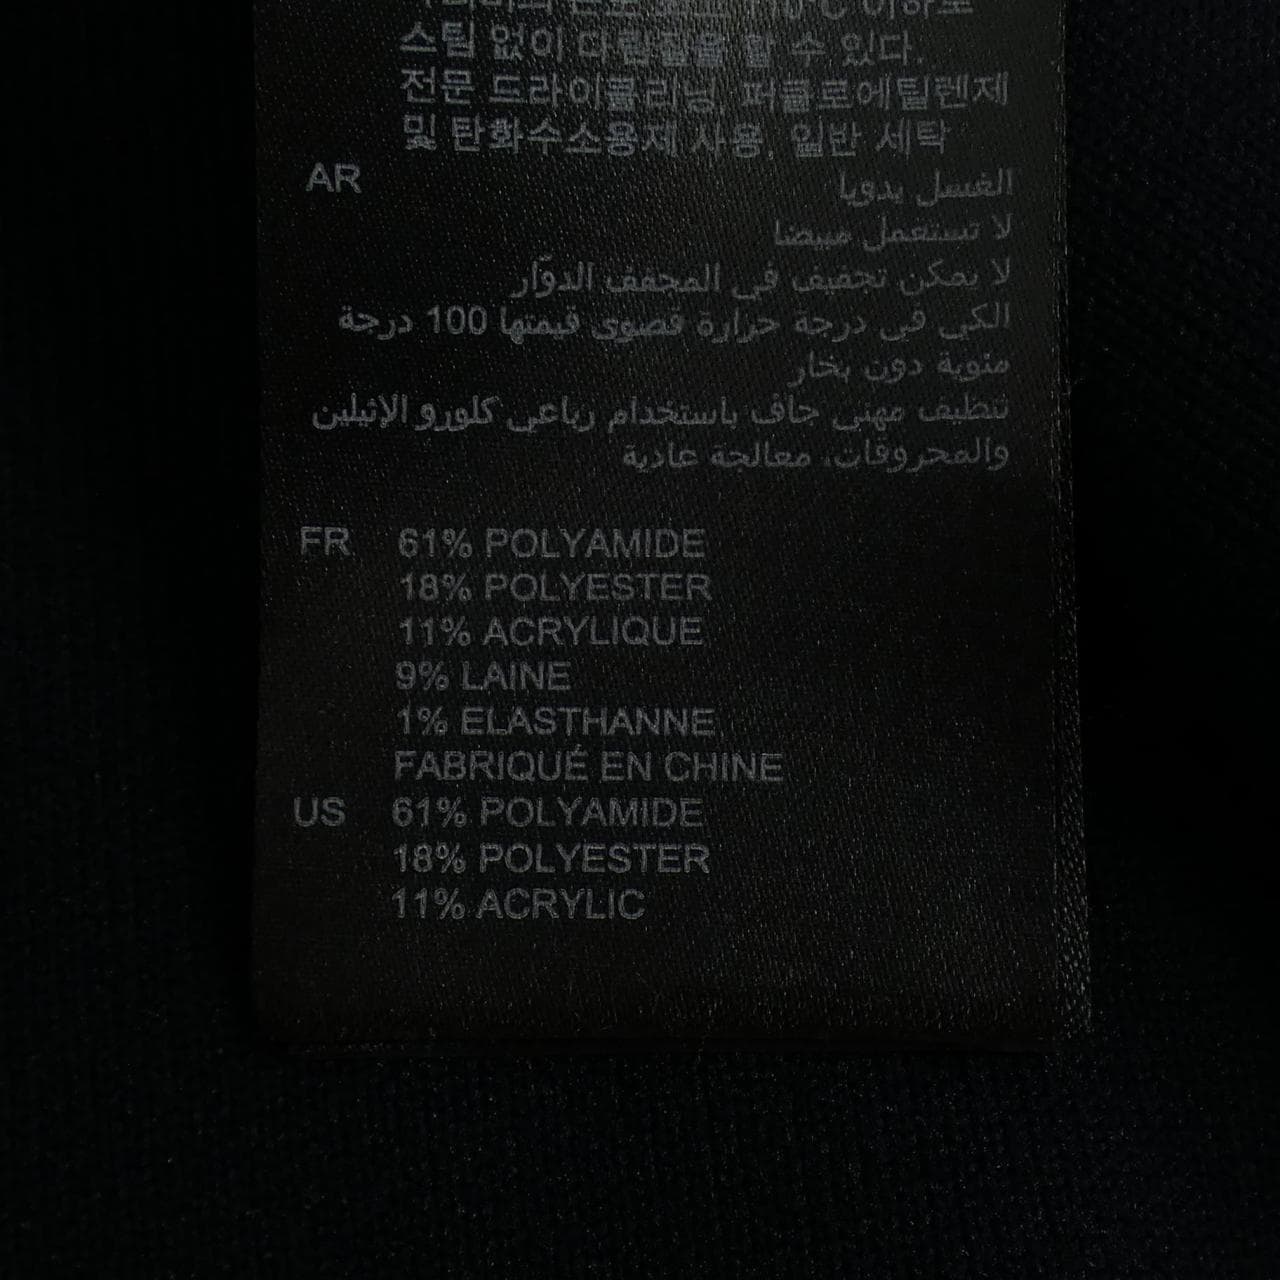 스팀 없이 다림질을 할 수 있다.
전문 드라이클리닝, 퍼클로에틸렌제
및 탄화수소용제 사용, 일반 세탁
AR الغسل يدويا
لا تستعمل مبيضا
لا يمكن تجفيف في المجفف الدوّار
الكي في درجة حرارة قصوى قيمتها 100 درجة
مئوية دون بخار
تنظيف مهني جاف باستخدام رباعي كلورو الإثيلين
والمحروقات، معالجة عادية
FR 61% POLYAMIDE
18% POLYESTER
11% ACRYLIQUE
9% LAINE
1% ELASTHANNE
FABRIQUÉ EN CHINE
US 61% POLYAMIDE
18% POLYESTER
11% ACRYLIC